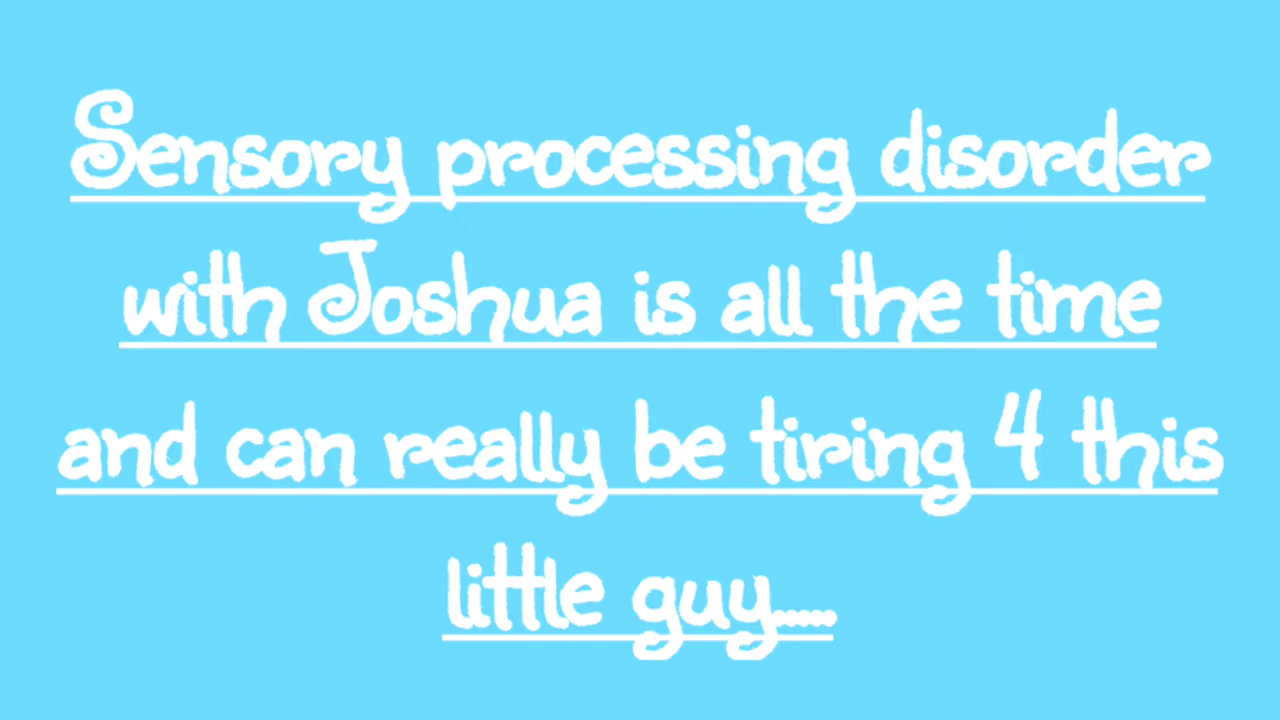 Sensory processing disorder
with Joshua is all the time
and can really be tiring 4 this
little guy.....